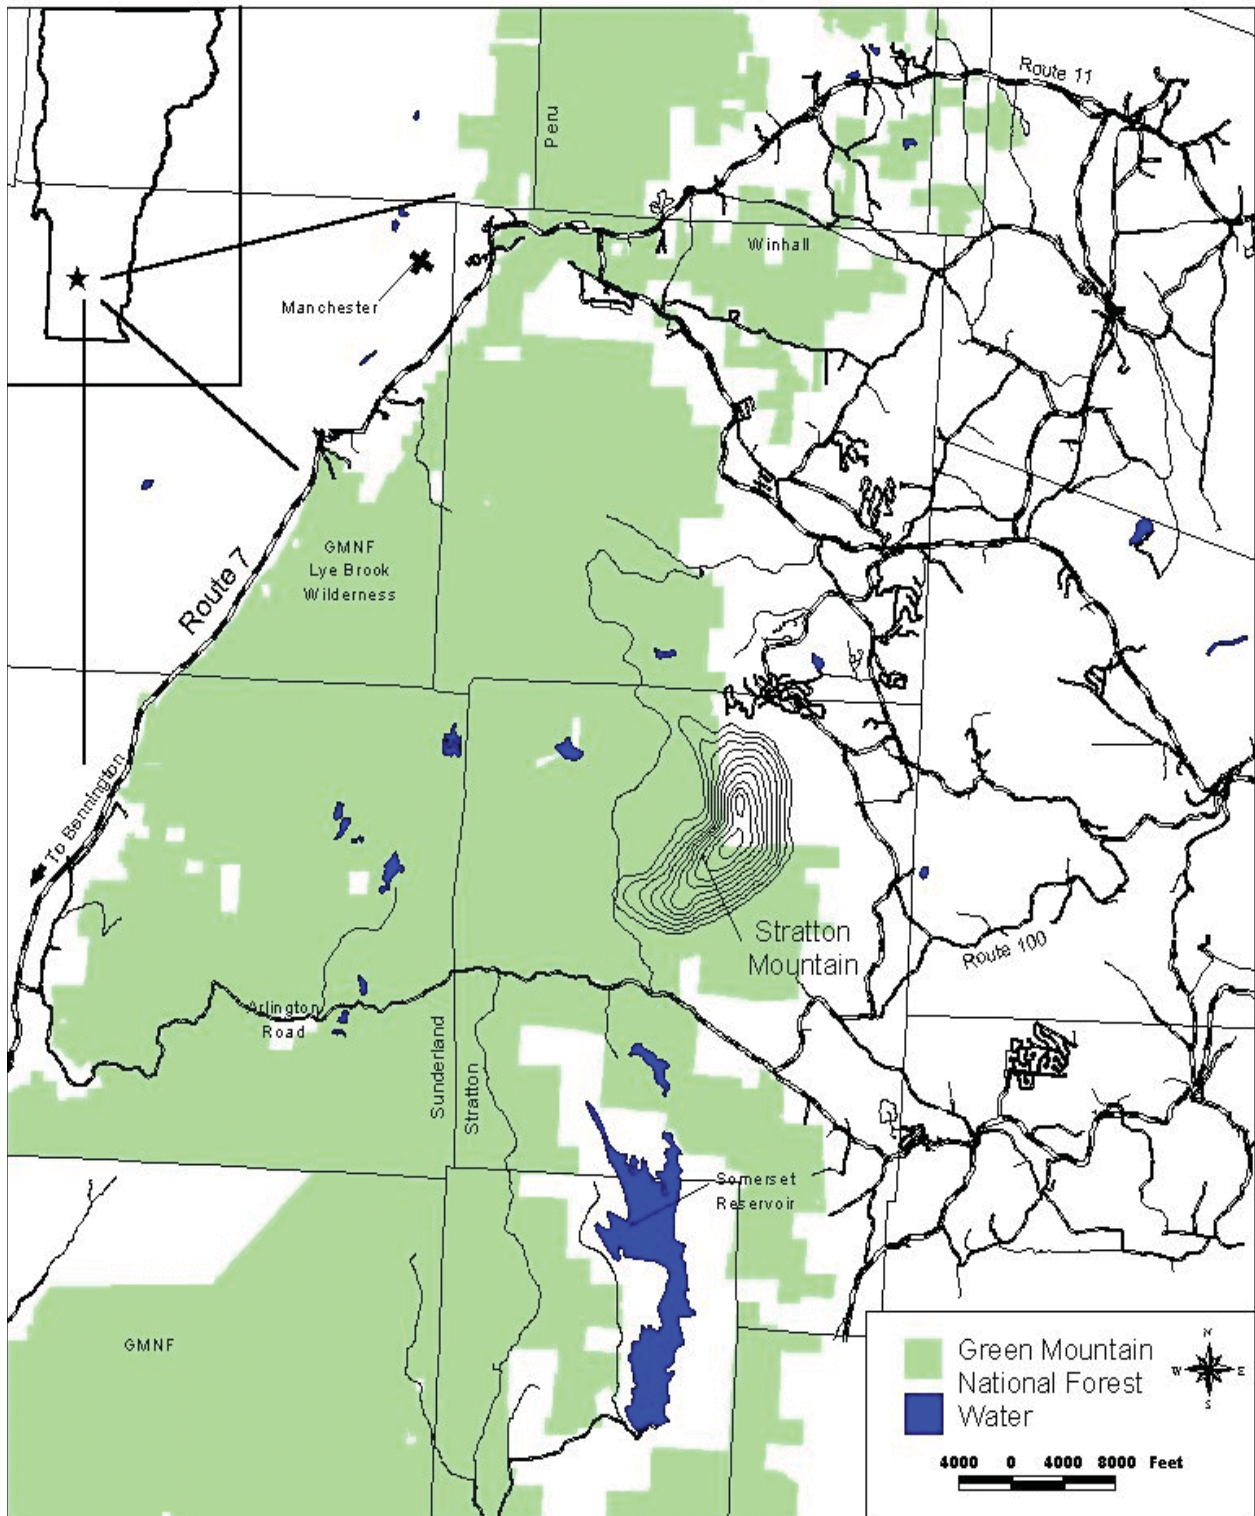 Route 11
Peru
Winhall
Manchester
GMNF
Lye Brook
Wilderness
Route 7
To Bennington
Stratton
Mountain
Route 100
Arlington
Road
Sunderland
Stratton
Somerset
Reservoir
GMNF
Green Mountain
National Forest
Water
N
W E
S
4000 0 4000 8000 Feet